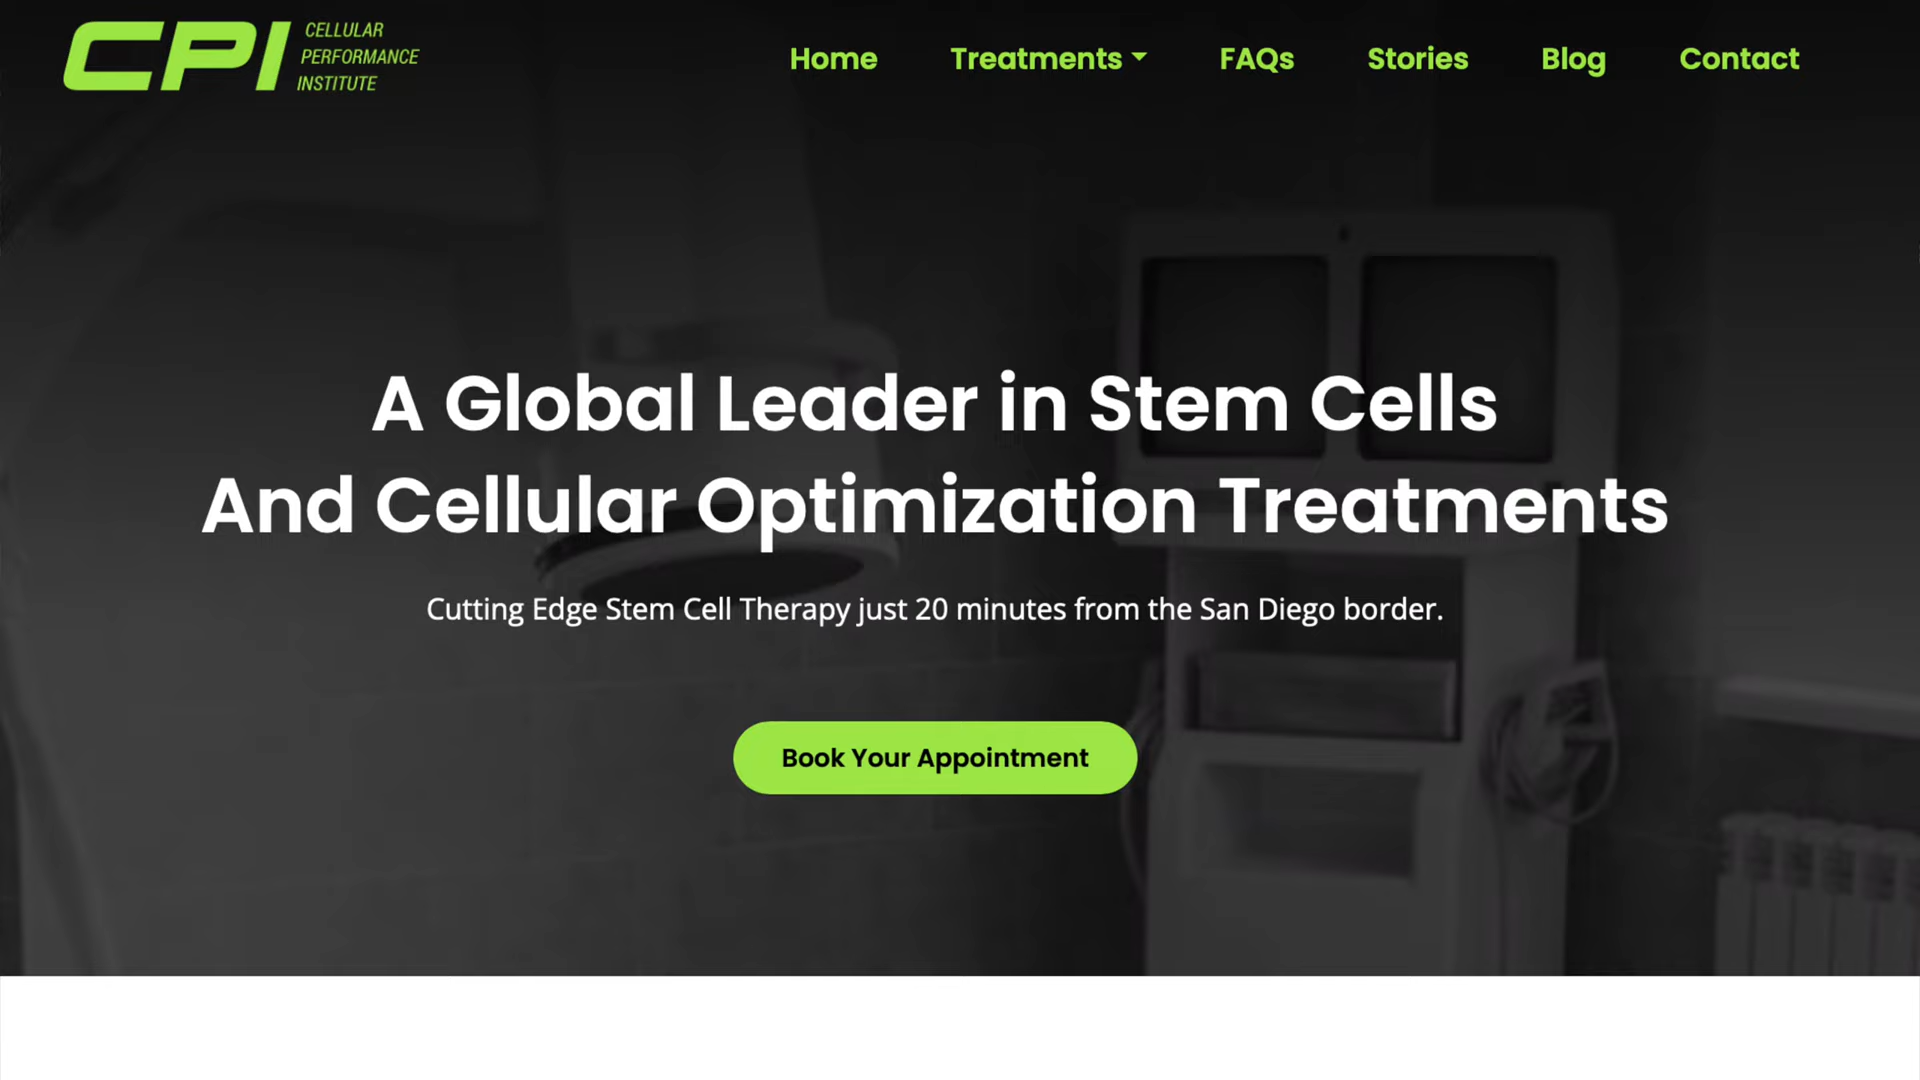 CPI
CELLULAR
PERFORMANCE
INSTITUTE
Home
Treatments
FAQs
Stories
Blog
Contact
A Global Leader in Stem Cells
And Cellular Optimization Treatments
Cutting Edge Stem Cell Therapy just 20 minutes from the San Diego border.
Book Your Appointment